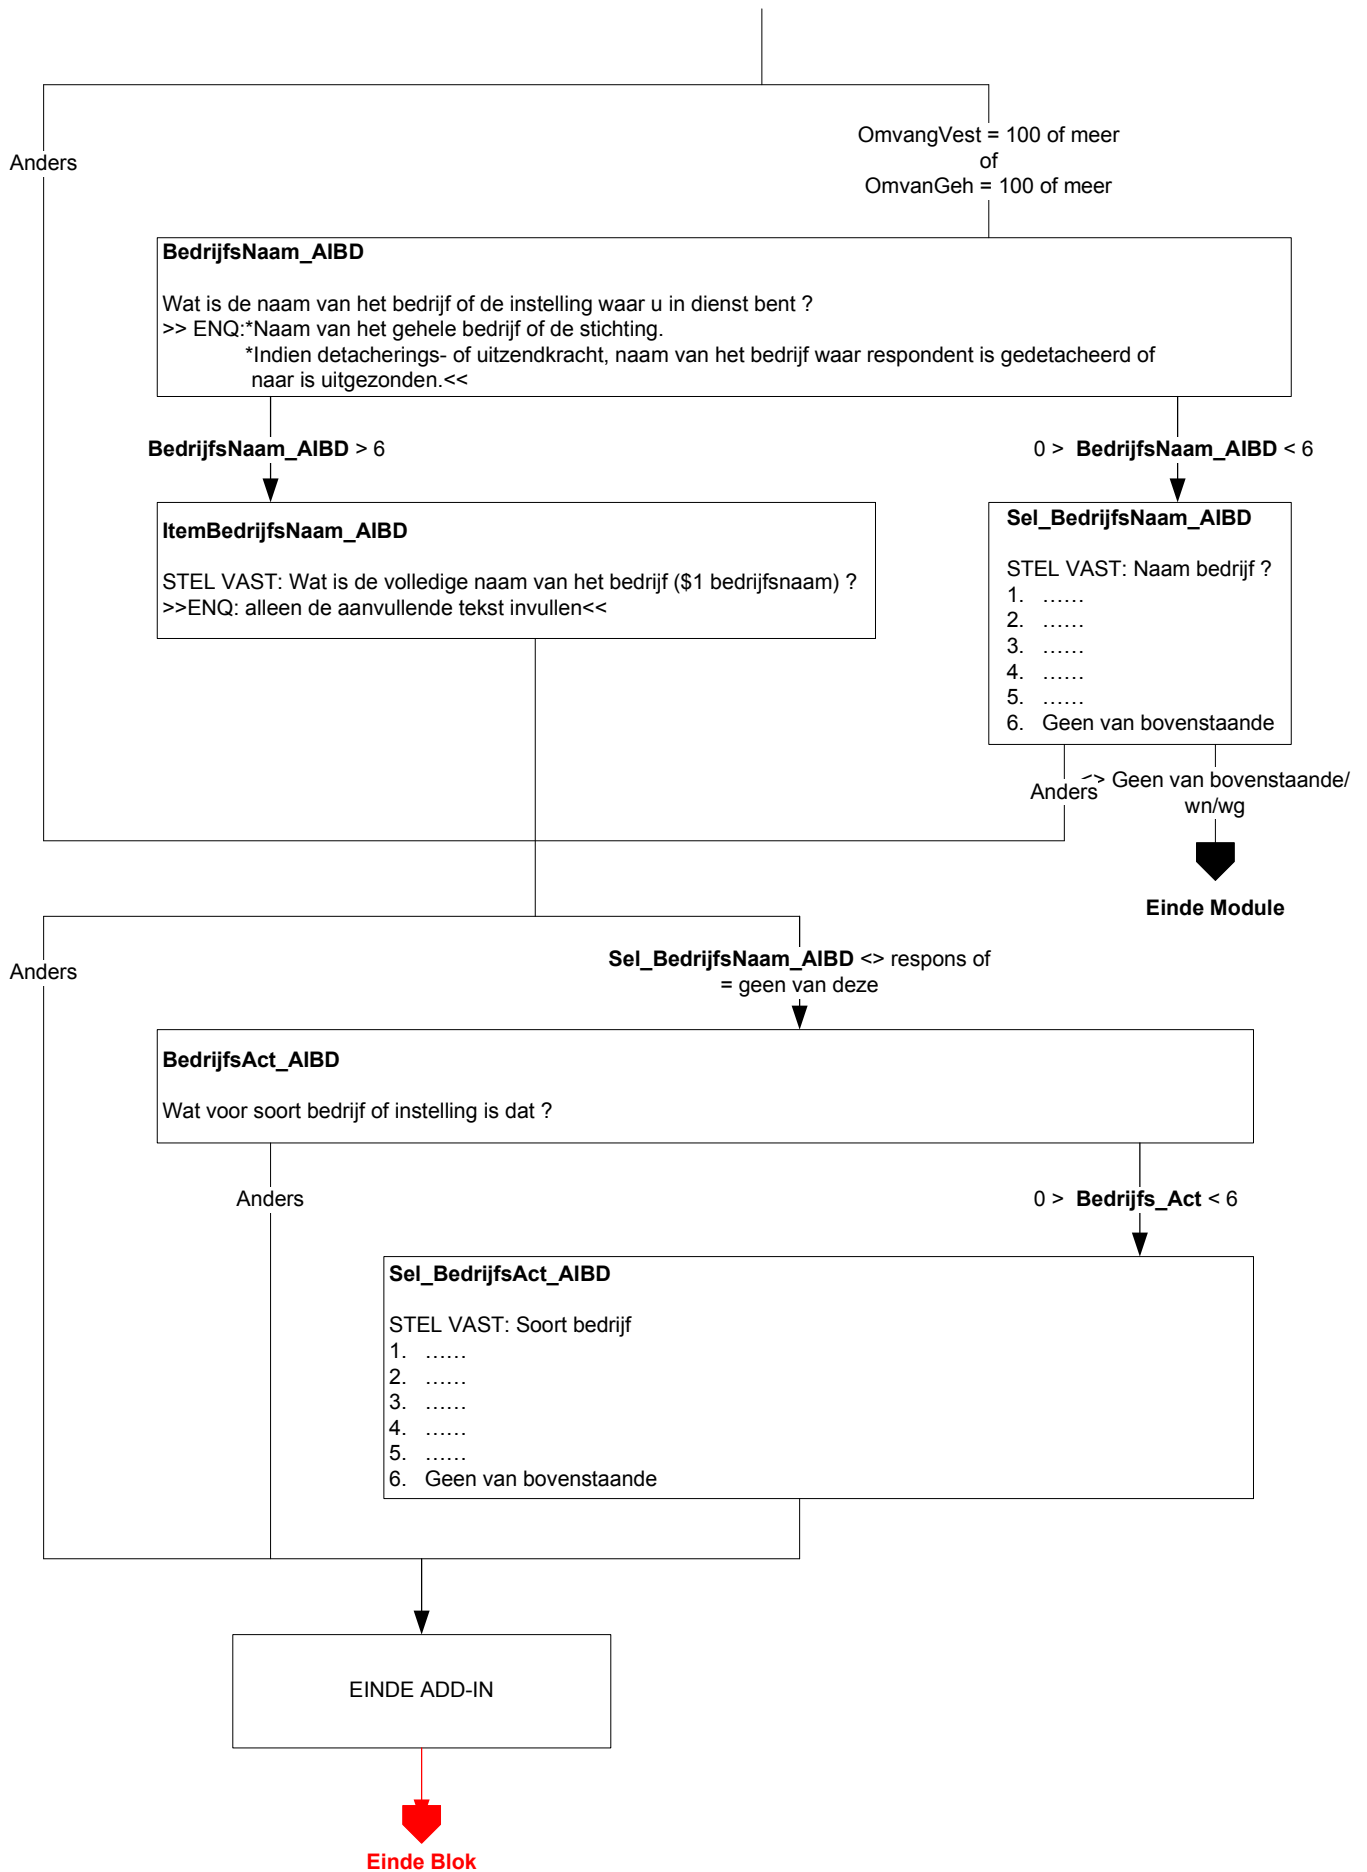 OmvangVest = 100 of meer
of
OmvanGeh = 100 of meer
Anders
BedrijfsNaam_AIBD
Wat is de naam van het bedrijf of de instelling waar u in dienst bent ?
>> ENQ:*Naam van het gehele bedrijf of de stichting.
*Indien detacherings- of uitzendkracht, naam van het bedrijf waar respondent is gedetacheerd of
naar is uitgezonden.<<
BedrijfsNaam_AIBD > 6
0 > BedrijfsNaam_AIBD < 6
ItemBedrijfsNaam_AIBD
STEL VAST: Wat is de volledige naam van het bedrijf ($1 bedrijfsnaam) ?
>>ENQ: alleen de aanvullende tekst invullen<<
Sel_BedrijfsNaam_AIBD
STEL VAST: Naam bedrijf ?
1. ……
2. ……
3. ……
4. ……
5. ……
6. Geen van bovenstaande
Anders
<> Geen van bovenstaande/
wn/wg
Einde Module
Anders
Sel_BedrijfsNaam_AIBD <> respons of
= geen van deze
BedrijfsAct_AIBD
Wat voor soort bedrijf of instelling is dat ?
Anders
0 > Bedrijfs_Act < 6
Sel_BedrijfsAct_AIBD
STEL VAST: Soort bedrijf
1. ……
2. ……
3. ……
4. ……
5. ……
6. Geen van bovenstaande
EINDE ADD-IN
Einde Blok